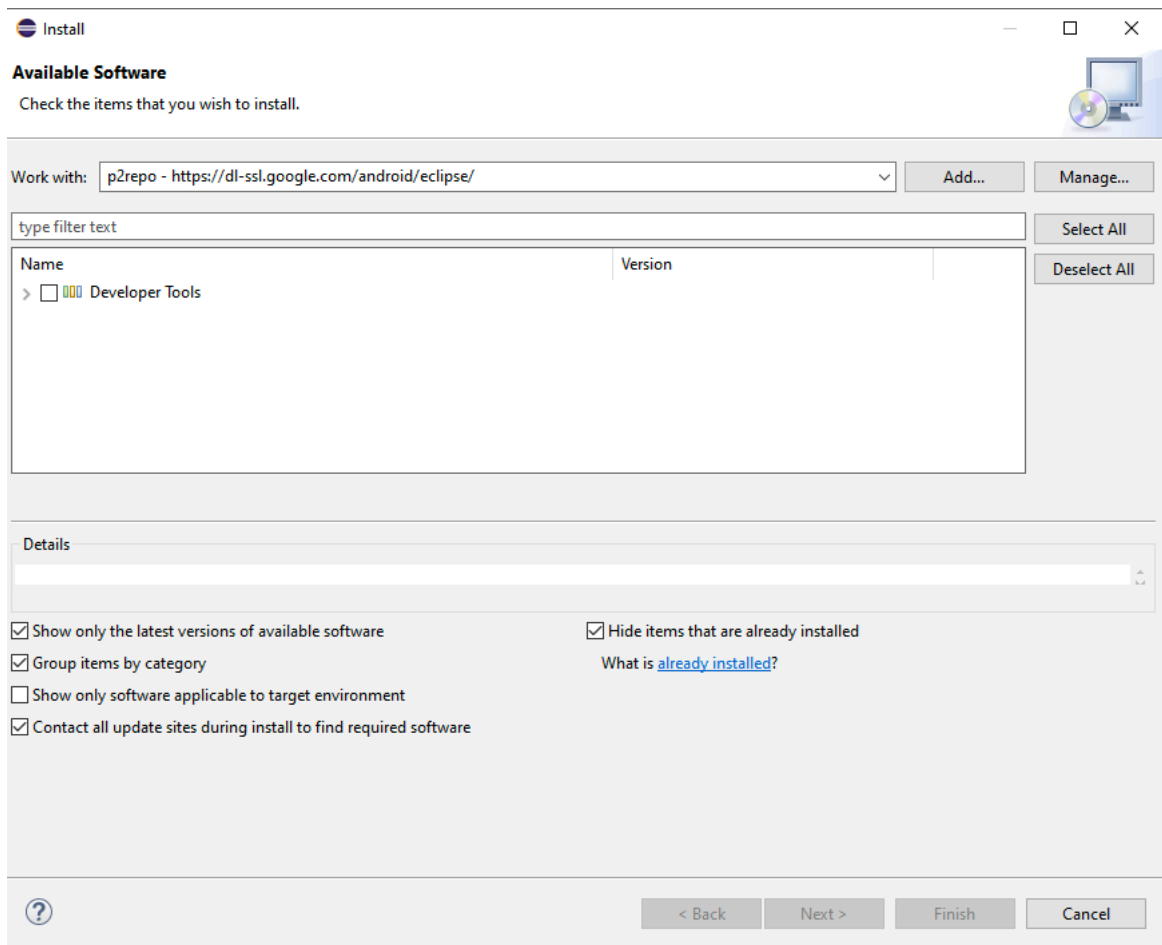 Install
Available Software
Check the items that you wish to install.
Work with: p2repo - https://dl-ssl.google.com/android/eclipse/ Add... Manage...
type filter text Select All
Name Version Deselect All
Developer Tools
Details
Show only the latest versions of available software Hide items that are already installed
Group items by category What is already installed?
Show only software applicable to target environment
Contact all update sites during install to find required software
? < Back Next > Finish Cancel